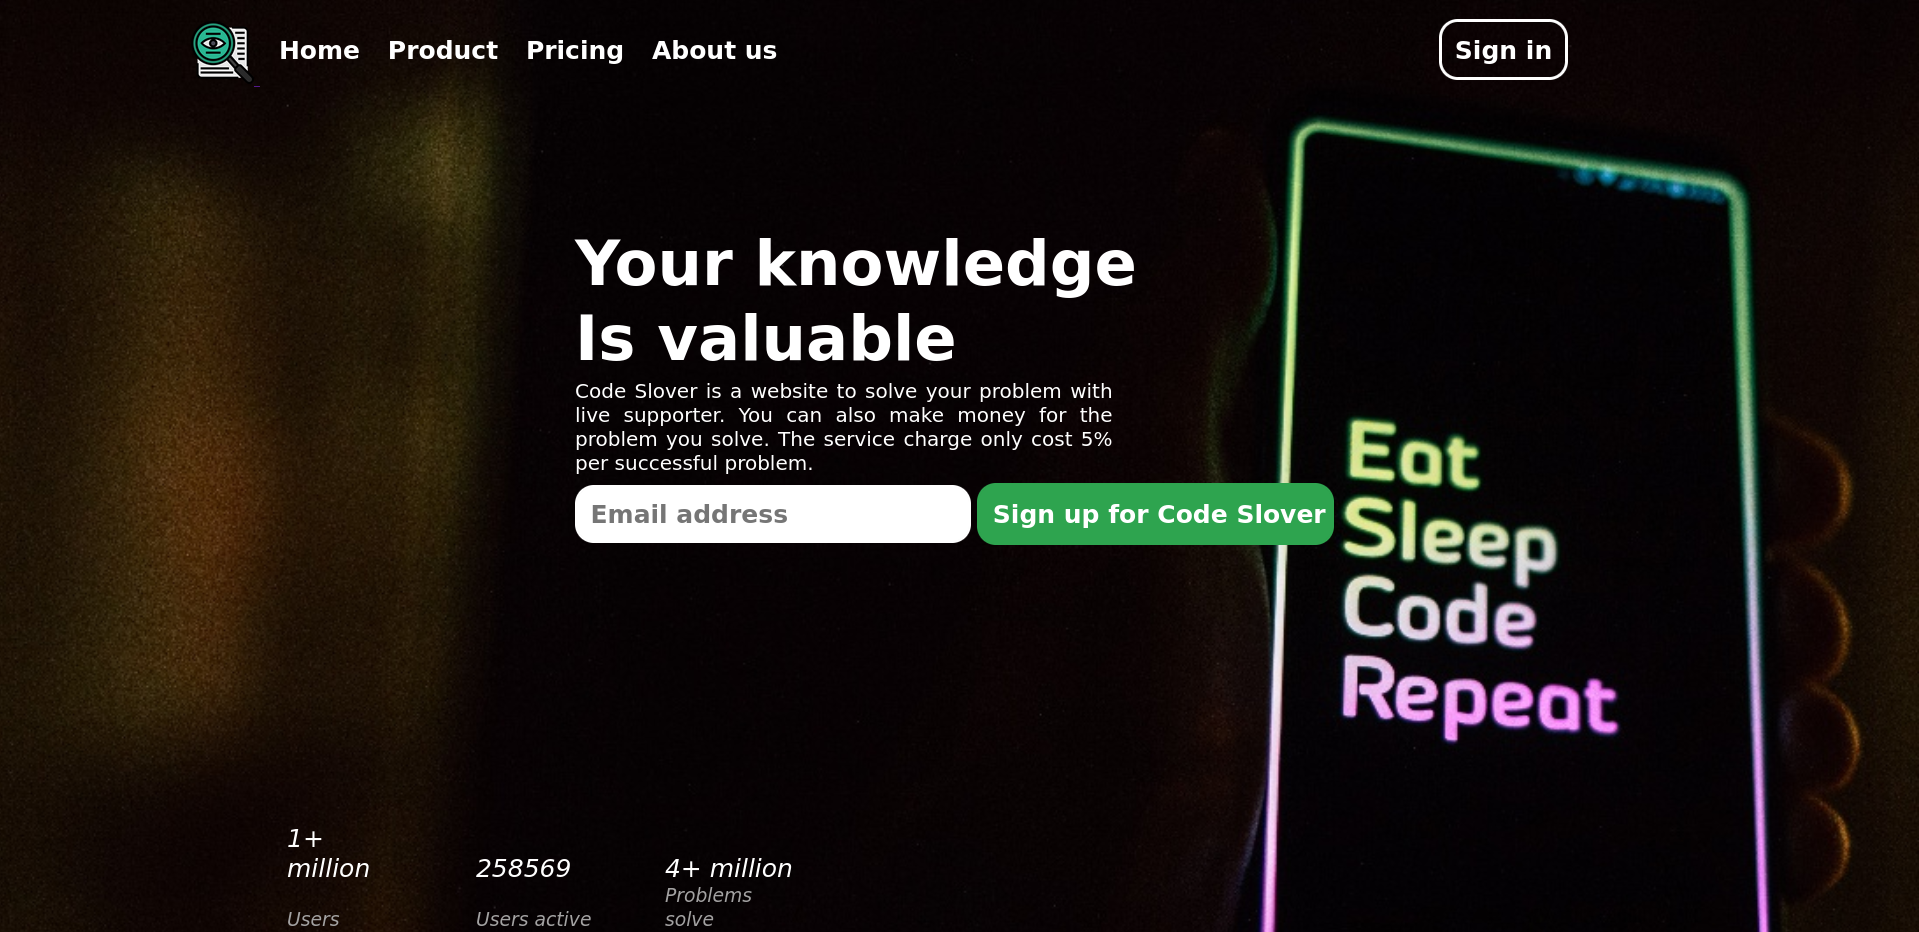 Home Product Pricing About us Sign in
Your knowledge
Is valuable
Code Slover is a website to solve your problem with
live supporter. You can also make money for the
problem you solve. The service charge only cost 5%
per successful problem.
Email address Sign up for Code Slover
Eat
Sleep
Code
Repeat
1+
million 258569 4+ million
Problems
Users Users active solve